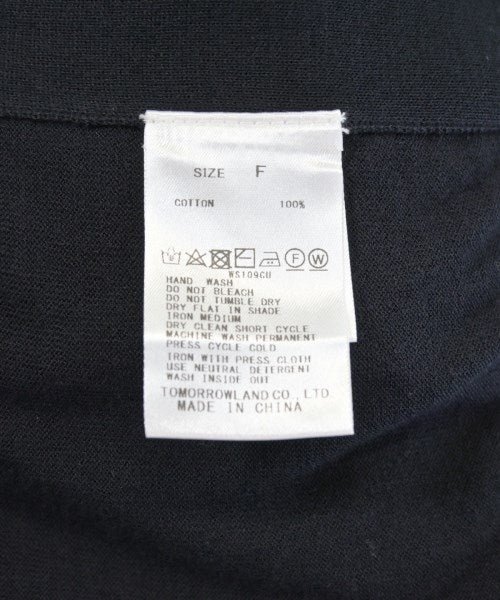 SIZE F
COTTON 100%
F W
WS109GU
HAND WASH
DO NOT BLEACH
DO NOT TUMBLE DRY
DRY FLAT IN SHADE
IRON MEDIUM
DRY CLEAN SHORT CYCLE
MACHINE WASH PERMANENT
PRESS CYCLE COLD
IRON WITH PRESS CLOTH
USE NEUTRAL DETERGENT
WASH INSIDE OUT
TOMORROWLAND CO., LTD.
MADE IN CHINA